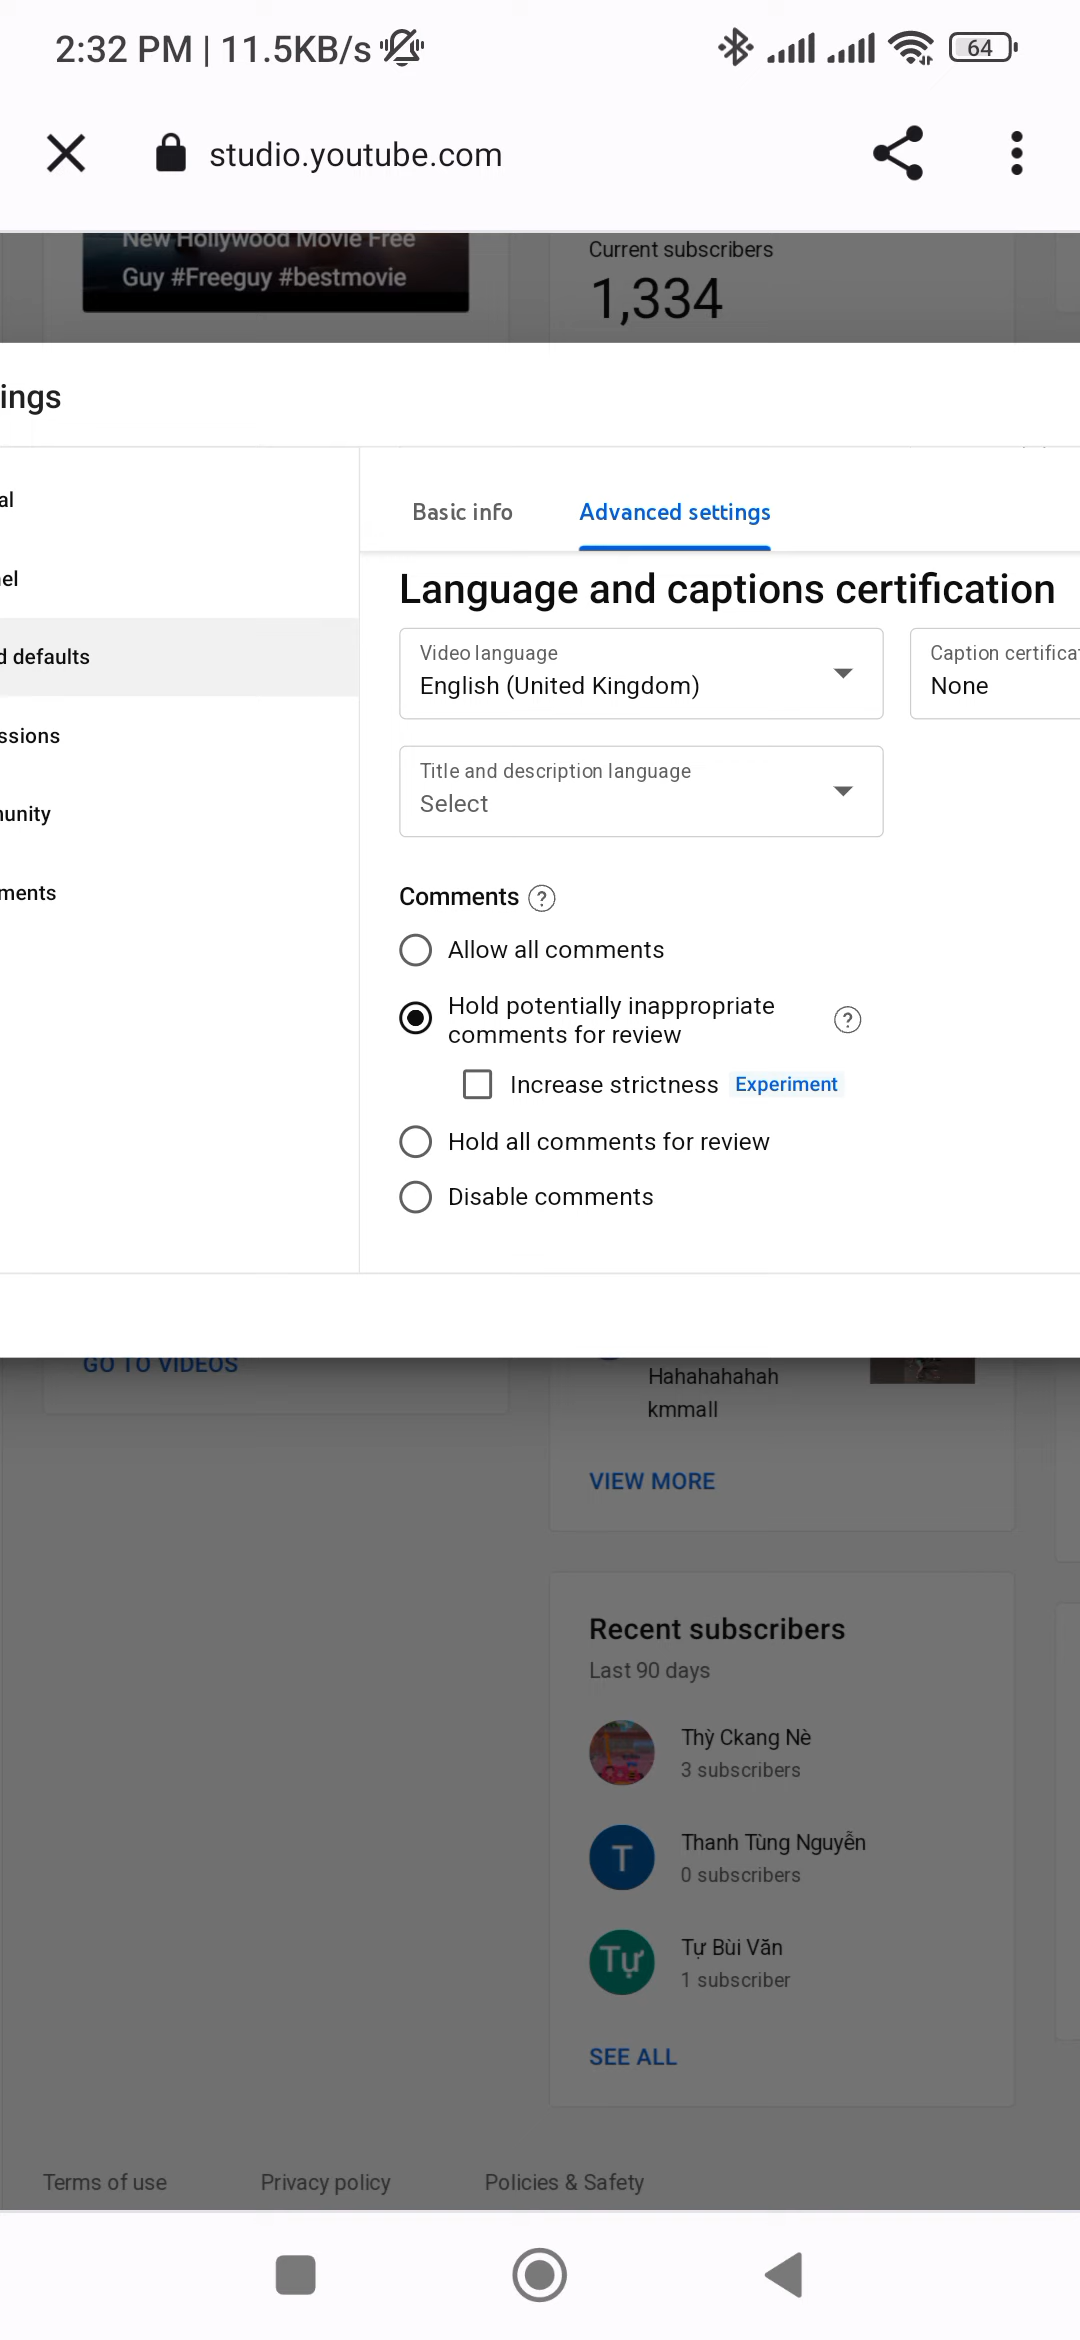 2:32 PM | 11.5KB/s
64
studio.youtube.com
New Hollywood Movie Free
Guy #Freeguy #bestmovie
Current subscribers
1,334
ings
al
el
d defaults
ssions
unity
ments
Basic info
Advanced settings
Language and captions certification
Video language
English (United Kingdom)
Caption certifica
None
Title and description language
Select
Comments ?
Allow all comments
Hold potentially inappropriate
comments for review ?
Increase strictness Experiment
Hold all comments for review
Disable comments
GO TO VIDEOS
Hahahahahah
kmmall
VIEW MORE
Recent subscribers
Last 90 days
Thỳ Ckang Nè
3 subscribers
T
Thanh Tùng Nguyễn
0 subscribers
Tự
Tự Bùi Văn
1 subscriber
SEE ALL
Terms of use
Privacy policy
Policies & Safety